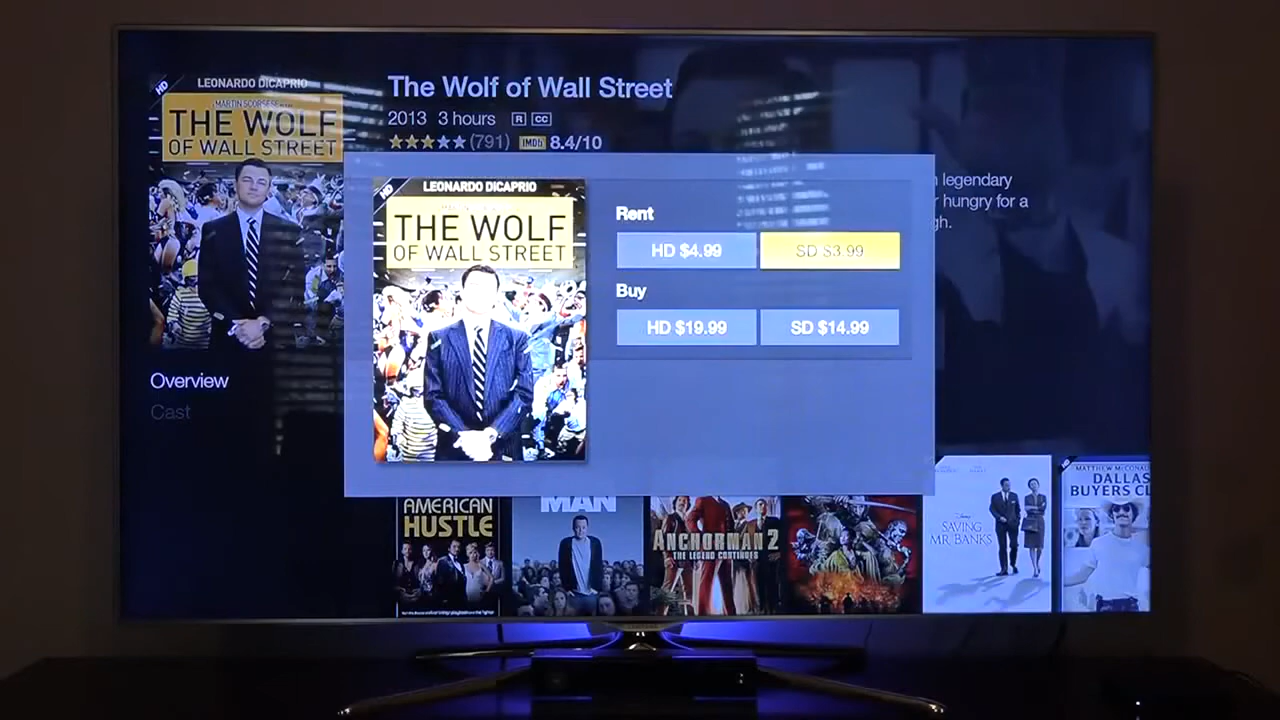 The Wolf of Wall Street
2013 3 hours R CC
(791) IMDb 8.4/10
HD
LEONARDO DICAPRIO
A MARTIN SCORSESE
THE WOLF
OF WALL STREET
legendary
hungry for a
gh.
HD
LEONARDO DICAPRIO
THE WOLF
OF WALL STREET
Rent
HD $4.99
SD $3.99
Buy
HD $19.99
SD $14.99
Overview
Cast
AMERICAN
HUSTLE
MAN
ANCHORMAN 2
THE LEGEND CONTINUES
Disney
SAVING
MR. BANKS
MATTHEW MCCONAU
DALLAS
BUYERS CL